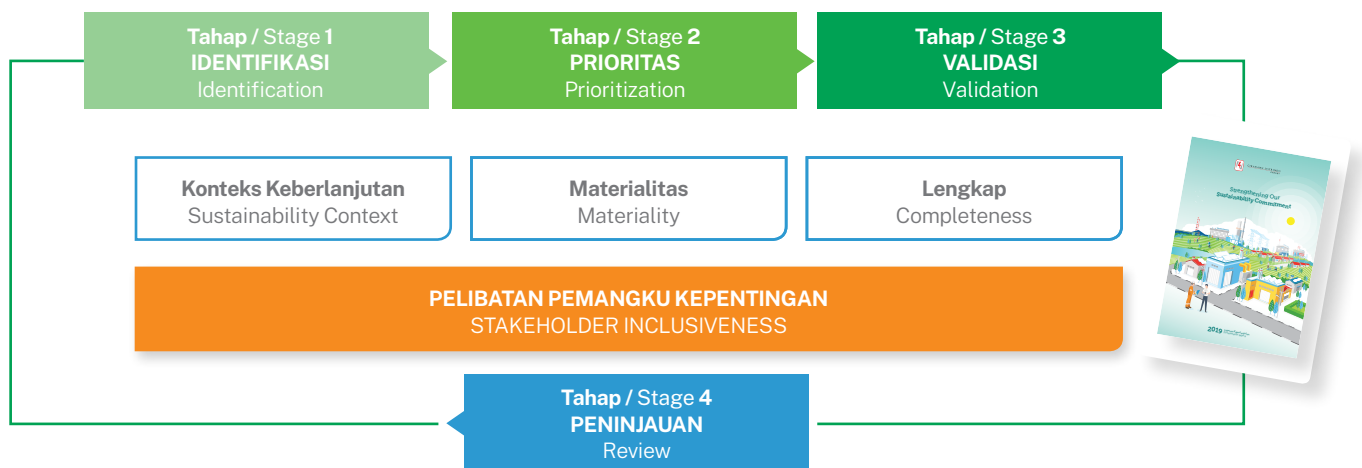 Tahap / Stage 1
IDENTIFIKASI
Identification
Tahap / Stage 2
PRIORITAS
Prioritization
Tahap / Stage 3
VALIDASI
Validation
Konteks Keberlanjutan
Sustainability Context
Materialitas
Materiality
Lengkap
Completeness
Strengthening Our
Sustainability Commitment
2019
PELIBATAN PEMANGKU KEPENTINGAN
STAKEHOLDER INCLUSIVENESS
Tahap / Stage 4
PENINJAUAN
Review